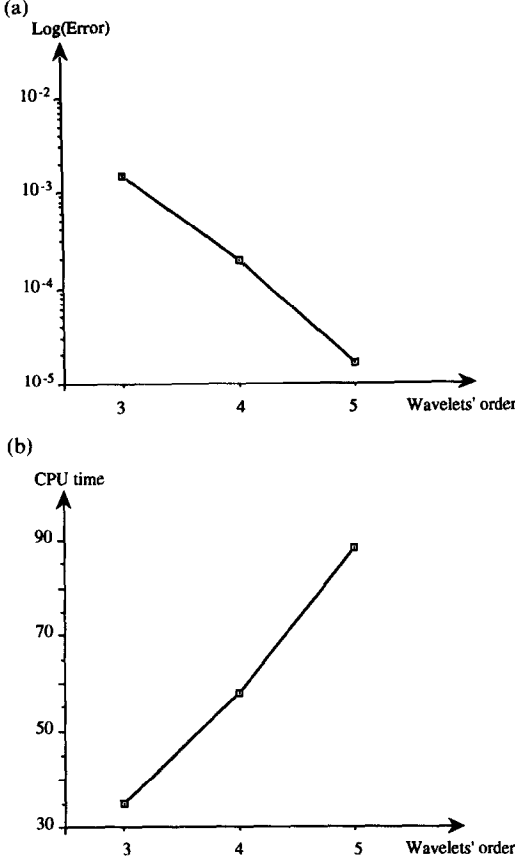 (a)
Log(Error)
10-2
10-3
10-4
10-5
3 4 5 Wavelets' order
(b)
CPU time
90
70
50
30
3 4 5 Wavelets' order